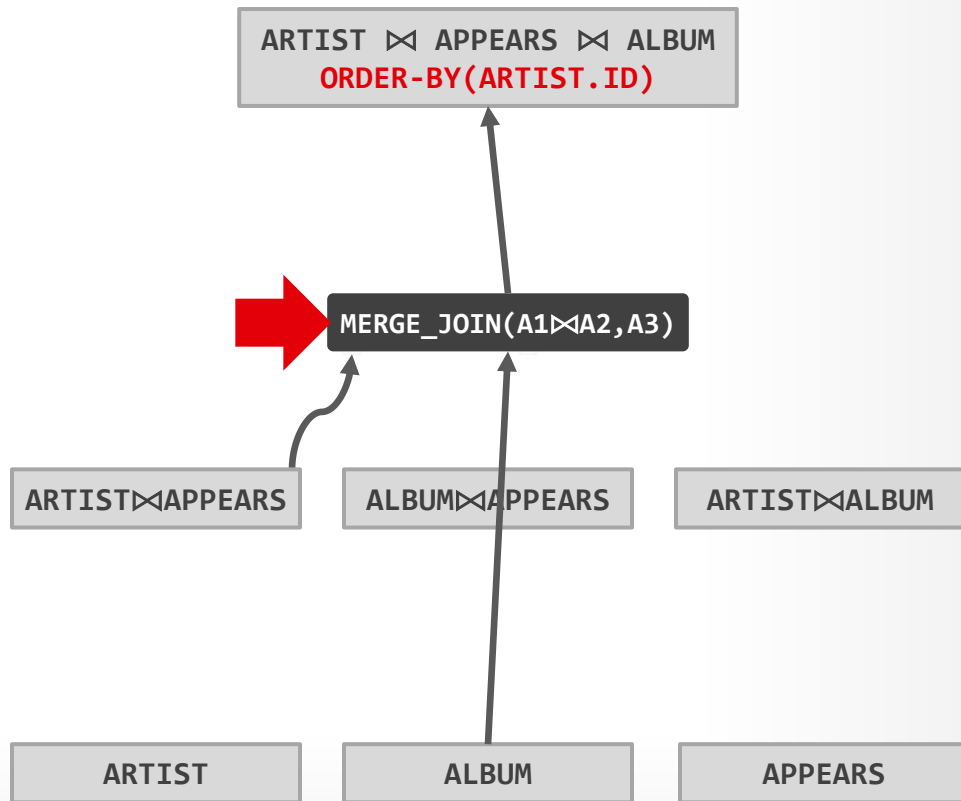 ARTIST ⋈ APPEARS ⋈ ALBUM
ORDER-BY(ARTIST.ID)
MERGE_JOIN(A1⋈A2,A3)
ARTIST⋈APPEARS
ALBUM⋈APPEARS
ARTIST⋈ALBUM
ARTIST
ALBUM
APPEARS